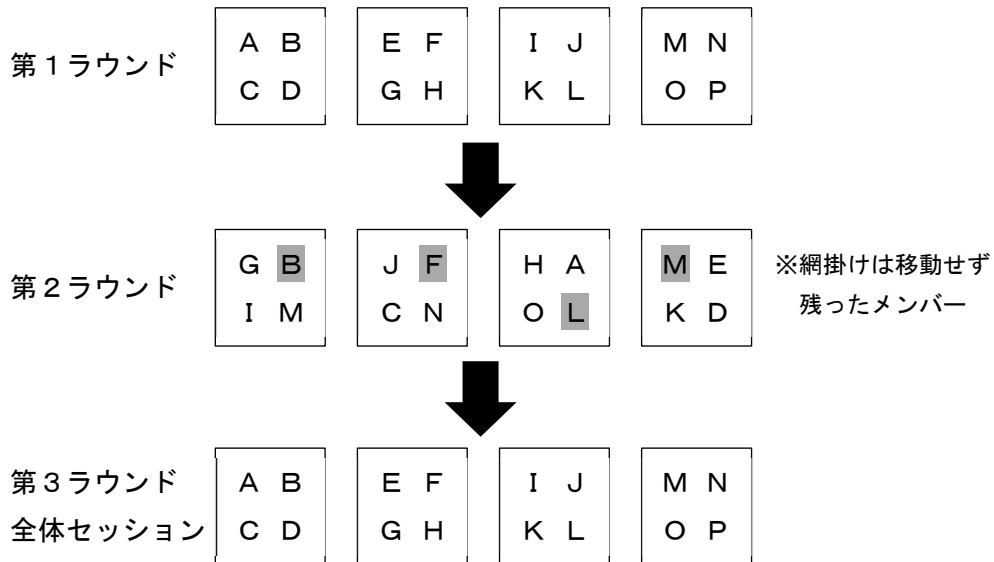 第1ラウンド
A B
C D
E F
G H
I J
K L
M N
O P
第2ラウンド
G B
I M
J F
C N
H A
O L
M E
K D
※網掛けは移動せず
残ったメンバー
第3ラウンド
全体セッション
A B
C D
E F
G H
I J
K L
M N
O P